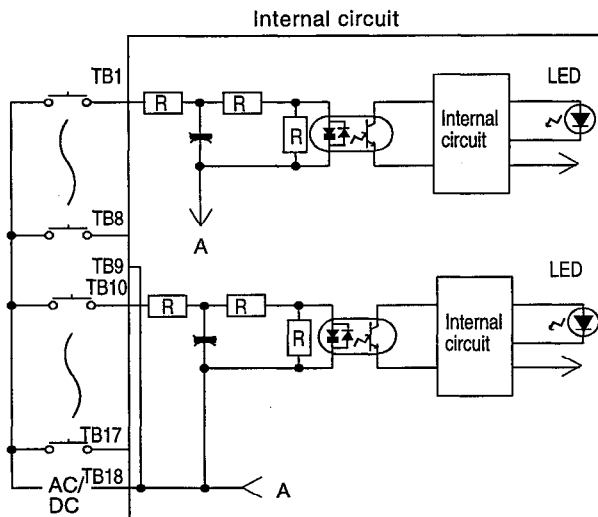 Internal circuit
TB1
R
R
R
Internal
circuit
LED
A
TB8
TB9
TB10
R
R
R
Internal
circuit
LED
TB17
TB18
AC/
DC
A